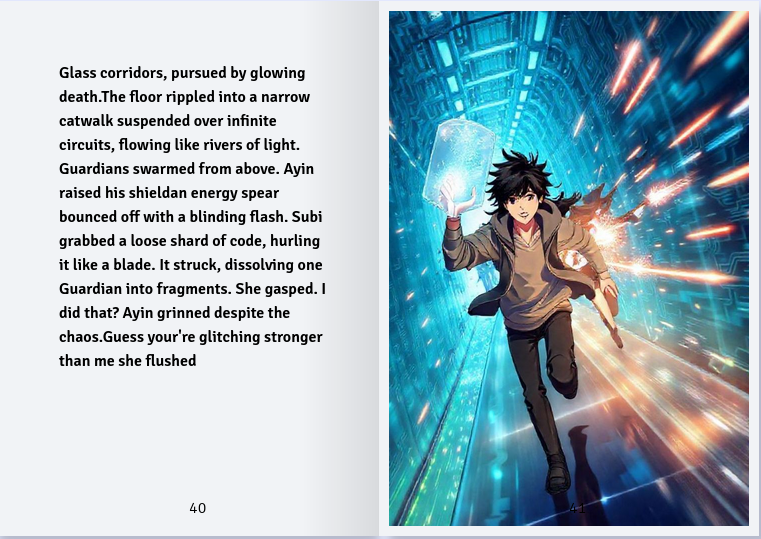 Glass corridors, pursued by glowing
death.The floor rippled into a narrow
catwalk suspended over infinite
circuits, flowing like rivers of light.
Guardians swarmed from above. Ayin
raised his shieldan energy spear
bounced off with a blinding flash. Subi
grabbed a loose shard of code, hurling
it like a blade. It struck, dissolving one
Guardian into fragments. She gasped. I
did that? Ayin grinned despite the
chaos.Guess your're glitching stronger
than me she flushed
40
41